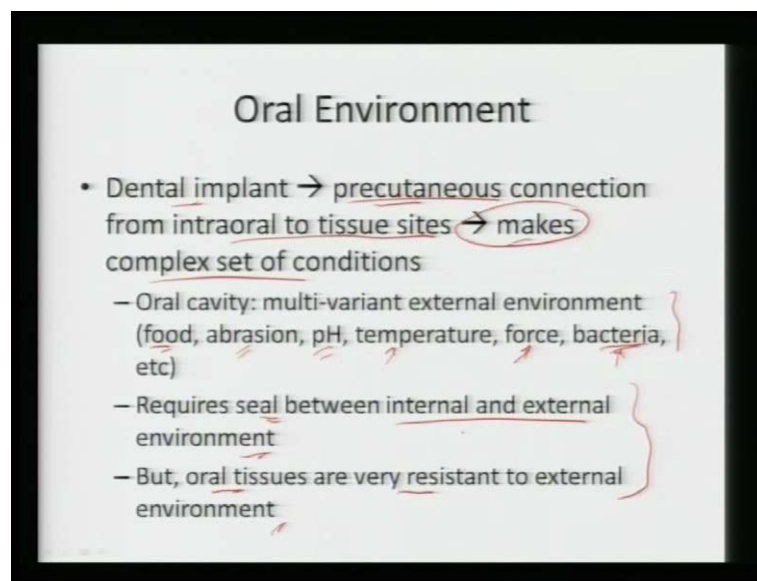 Oral Environment
• Dental implant → precutaneous connection
from intraoral to tissue sites → makes
complex set of conditions
– Oral cavity: multi-variant external environment
(food, abrasion, pH, temperature, force, bacteria,
etc)
– Requires seal between internal and external
environment
– But, oral tissues are very resistant to external
environment